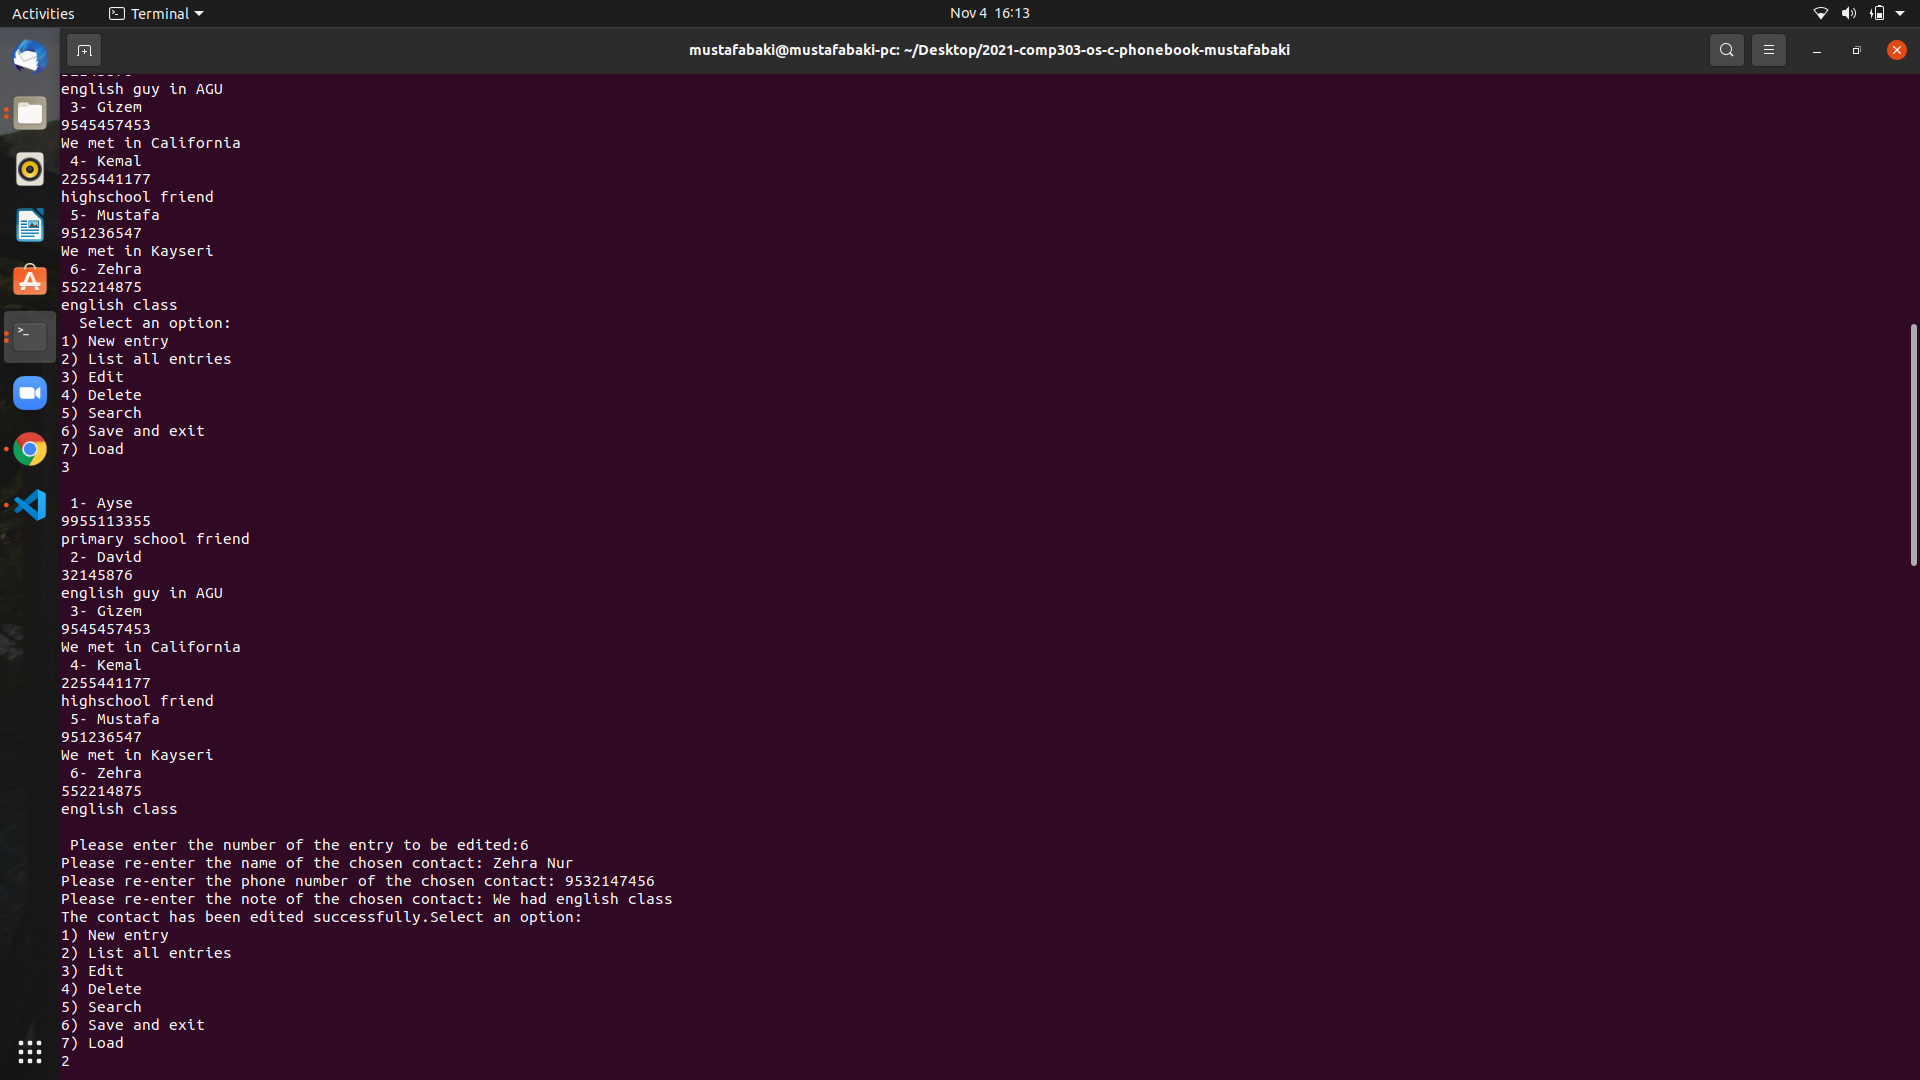 Activities
Terminal
Nov 4 16:13
mustafabaki@mustafabaki-pc: ~/Desktop/2021-comp303-os-c-phonebook-mustafabaki
english guy in AGU
3- Gizem
9545457453
We met in California
4- Kemal
2255441177
highschool friend
5- Mustafa
951236547
We met in Kayseri
6- Zehra
552214875
english class
Select an option:
1) New entry
2) List all entries
3) Edit
4) Delete
5) Search
6) Save and exit
7) Load
3
1- Ayse
9955113355
primary school friend
2- David
32145876
english guy in AGU
3- Gizem
9545457453
We met in California
4- Kemal
2255441177
highschool friend
5- Mustafa
951236547
We met in Kayseri
6- Zehra
552214875
english class
Please enter the number of the entry to be edited:6
Please re-enter the name of the chosen contact: Zehra Nur
Please re-enter the phone number of the chosen contact: 9532147456
Please re-enter the note of the chosen contact: We had english class
The contact has been edited successfully.Select an option:
1) New entry
2) List all entries
3) Edit
4) Delete
5) Search
6) Save and exit
7) Load
2